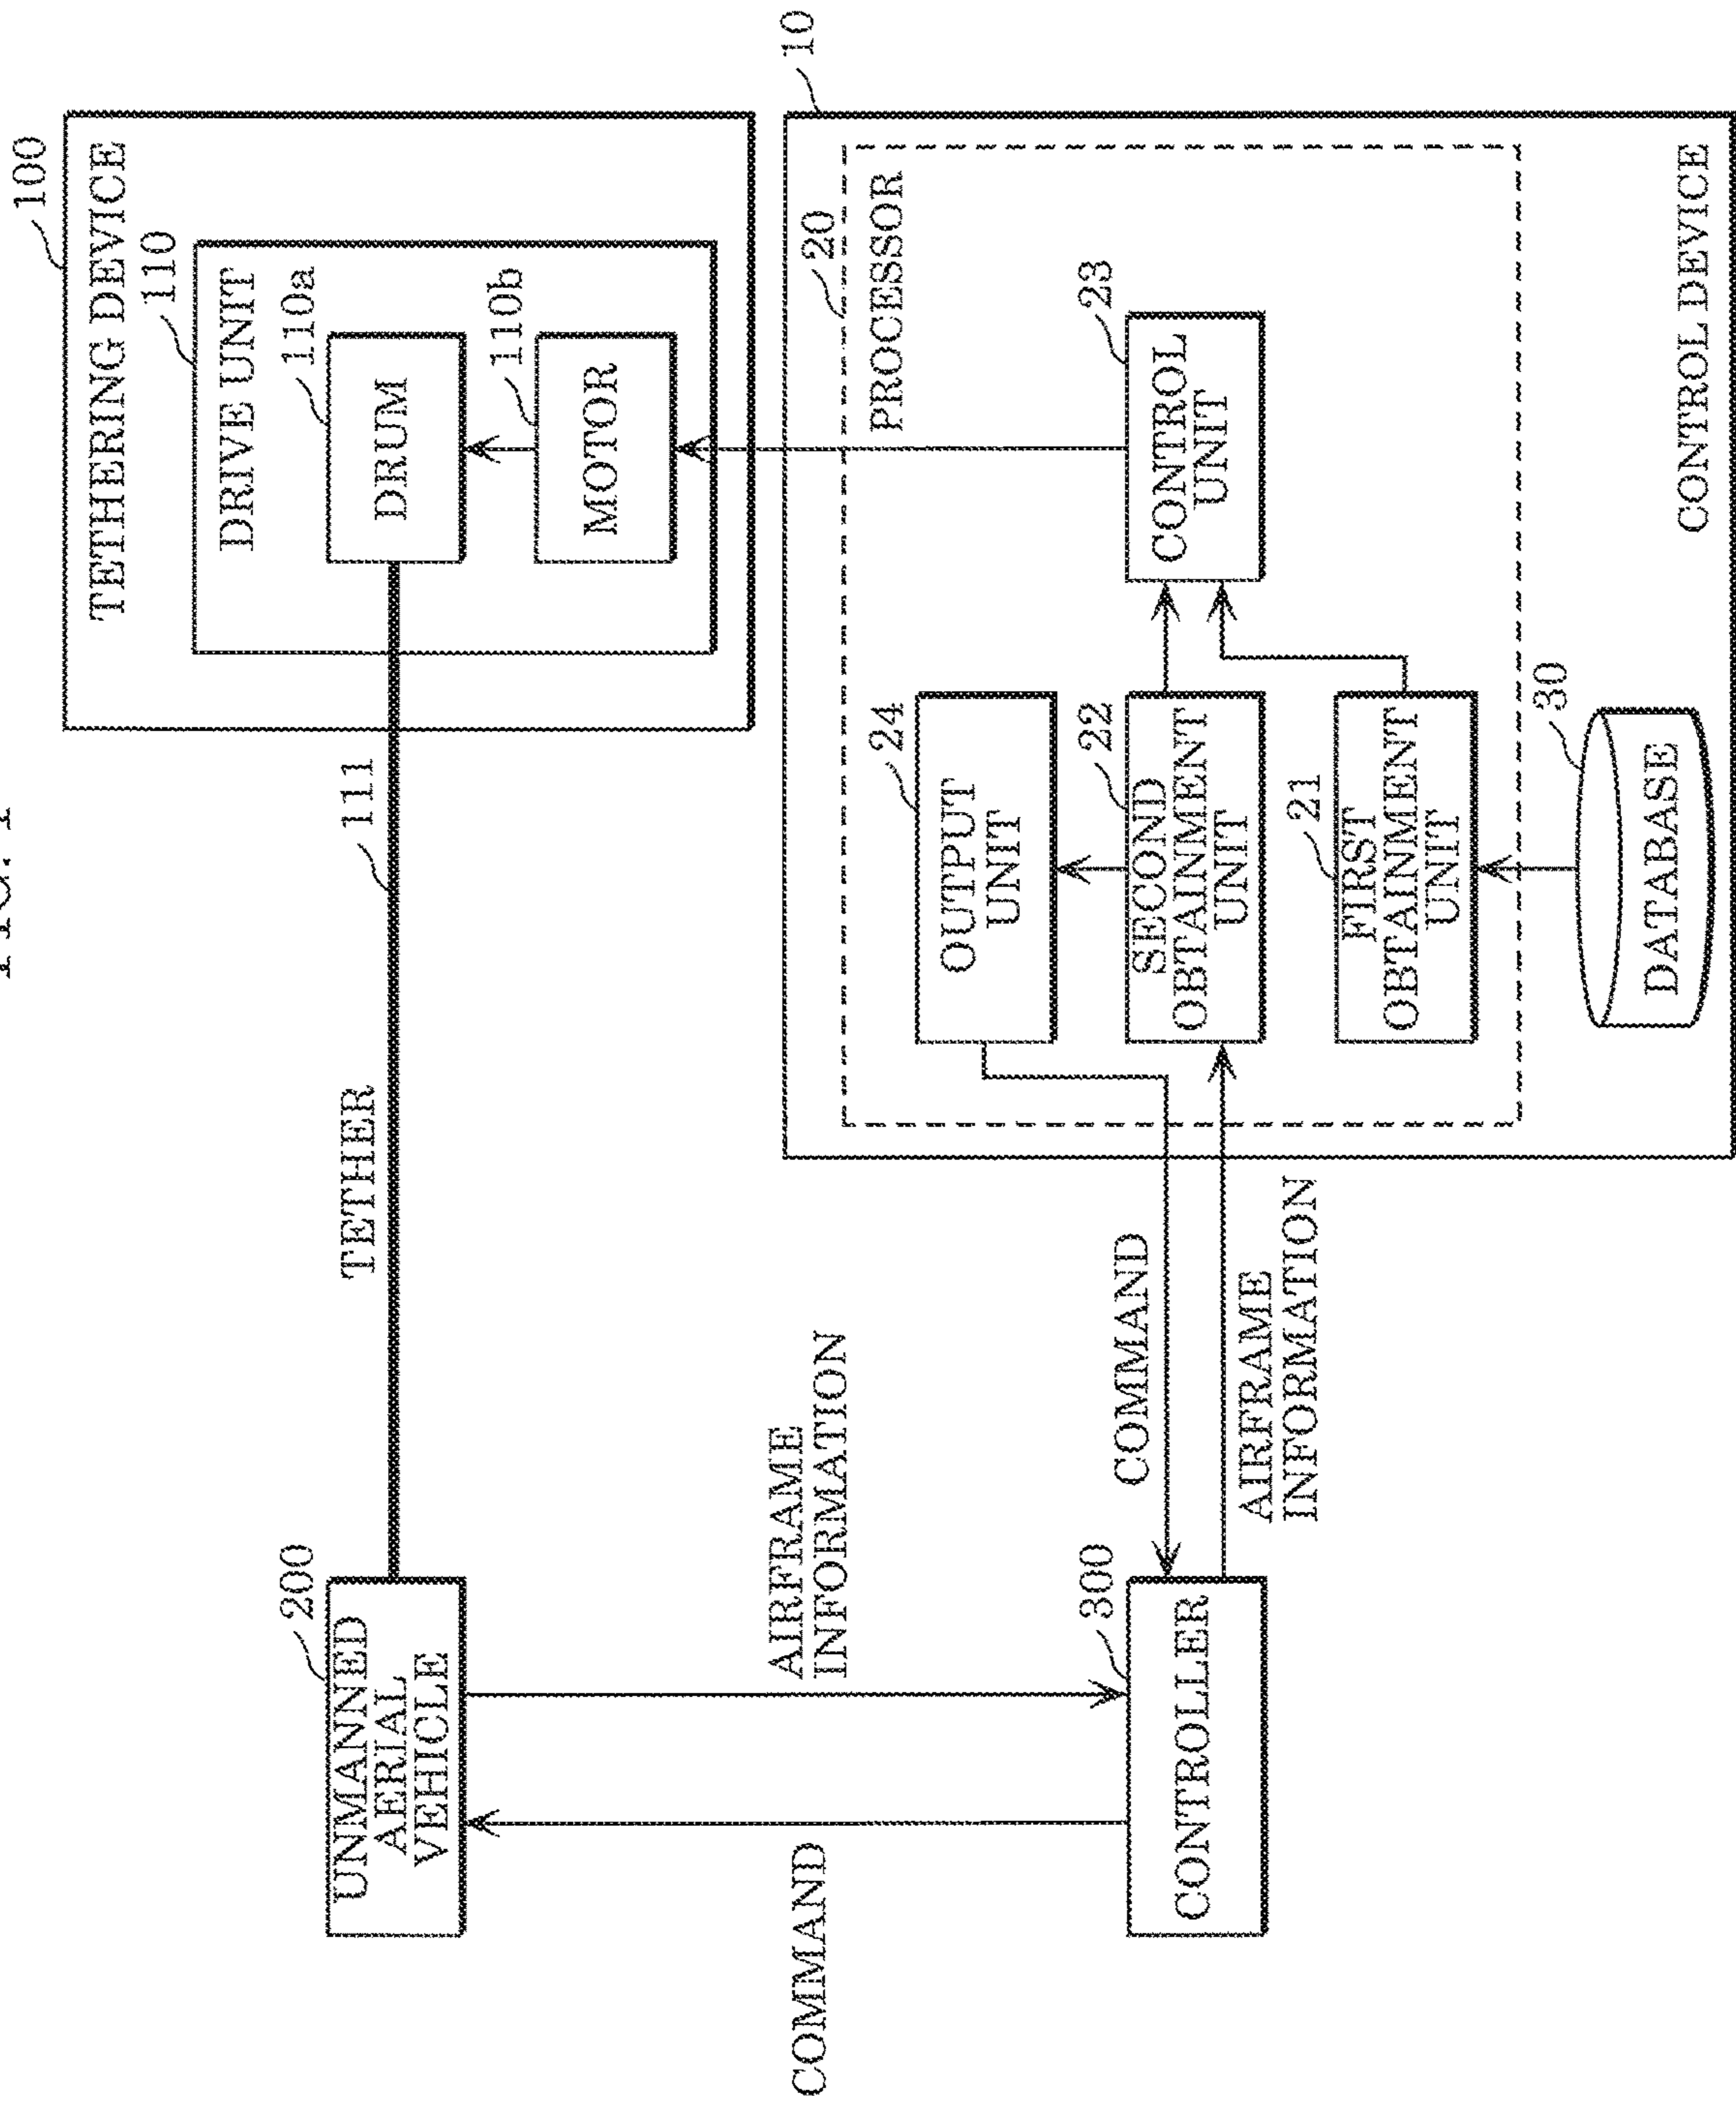 FIG. 1
100
TETHERING DEVICE
110
DRIVE UNIT
110a
DRUM
110b
MOTOR
111
TETHER
200
UNMANNED
AERIAL
VEHICLE
AIRFRAME
INFORMATION
COMMAND
10
20
PROCESSOR
23
CONTROL
UNIT
24
OUTPUT
UNIT
22
SECOND
OBTAINMENT
UNIT
21
FIRST
OBTAINMENT
UNIT
30
DATABASE
CONTROL DEVICE
COMMAND
AIRFRAME
INFORMATION
300
CONTROLLER